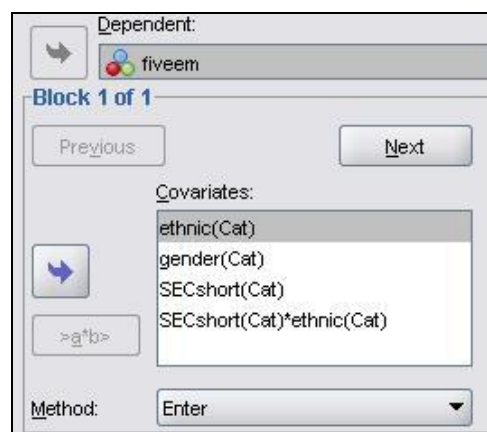 Dependent:
fiveem
Block 1 of 1
Previous
Next
Covariates:
ethnic(Cat)
gender(Cat)
SECshort(Cat)
SECshort(Cat)*ethnic(Cat)
>a*b>
Method:
Enter